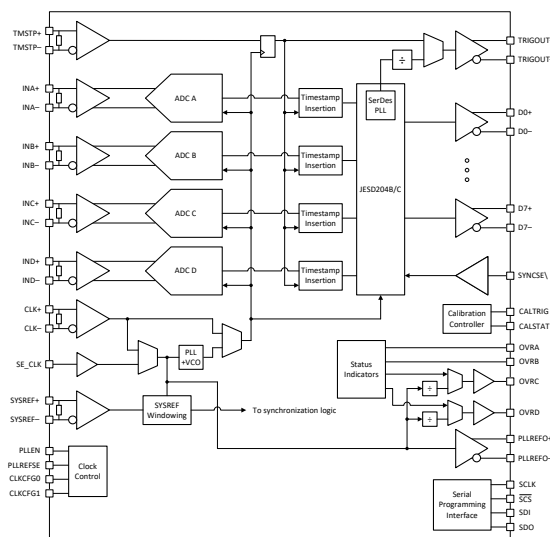 TMSTP+
TMSTP−
INA+
INA−
INB+
INB−
INC+
INC−
IND+
IND−
CLK+
CLK−
SE_CLK
SYSREF+
SYSREF−
PLLEN
PLLREFSE
CLKCFG0
CLKCFG1
ADC A
ADC B
ADC C
ADC D
PLL
+VCO
SYSREF
Windowing
To synchronization logic
Clock
Control
Timestamp
Insertion
Timestamp
Insertion
Timestamp
Insertion
Timestamp
Insertion
SerDes
PLL
JESD204B/C
÷
Status
Indicators
÷
÷
Calibration
Controller
Serial
Programming
Interface
TRIGOUT
TRIGOUT
D0+
D0−
D7+
D7−
SYNCSE\
CALTRIG
CALSTAT
OVRA
OVRB
OVRC
OVRD
PLLREFO+
PLLREFO−
SCLK
SCS
SDI
SDO